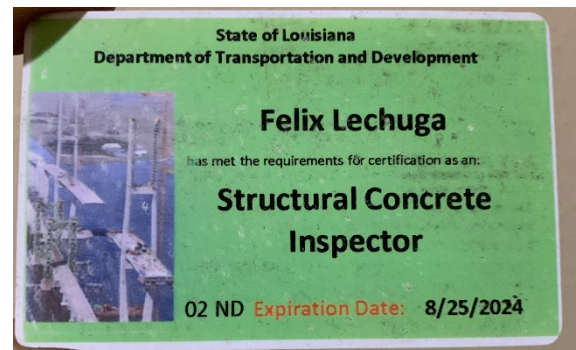 State of Louisiana
Department of Transportation and Development
Felix Lechuga
has met the requirements for certification as an:
Structural Concrete
Inspector
02 ND Expiration Date: 8/25/2024